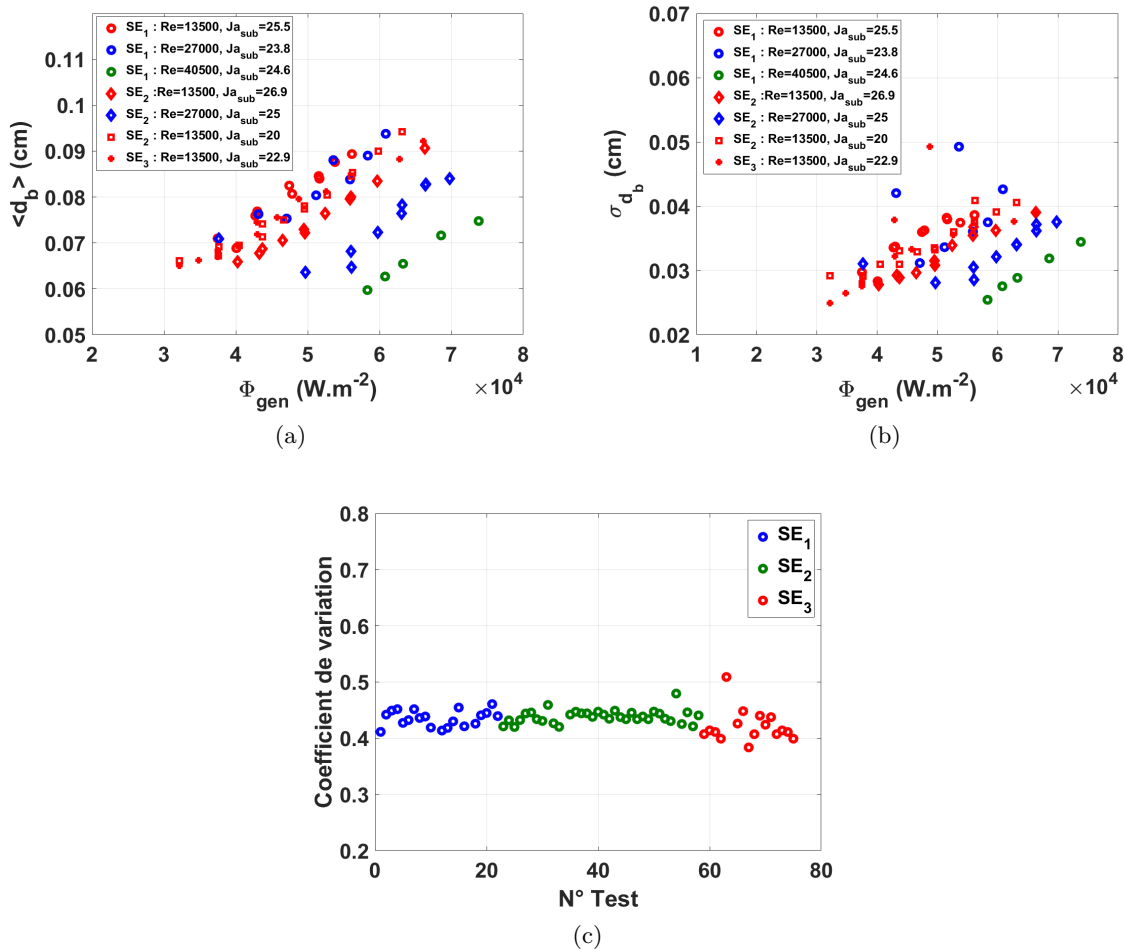 SE1 : Re=13500, Jasub=25.5
SE1 : Re=27000, Jasub=23.8
SE1 : Re=40500, Jasub=24.6
SE2 :Re=13500, Jasub=26.9
SE2 : Re=27000, Jasub=25
SE2 : Re=13500, Jasub=20
SE3 : Re=13500, Jasub=22.9
0.11
0.1
0.09
0.08
0.07
0.06
0.05
<db> (cm)
2 3 4 5 6 7 8
Φgen (W.m-2)
×10^4
(a)
SE1 : Re=13500, Jasub=25.5
SE1 : Re=27000, Jasub=23.8
SE1 : Re=40500, Jasub=24.6
SE2 :Re=13500, Jasub=26.9
SE2 : Re=27000, Jasub=25
SE2 : Re=13500, Jasub=20
SE3 : Re=13500, Jasub=22.9
0.07
0.06
0.05
0.04
0.03
0.02
σdb (cm)
1 2 3 4 5 6 7 8
Φgen (W.m-2)
×10^4
(b)
SE1
SE2
SE3
0.8
0.7
0.6
0.5
0.4
0.3
0.2
Coefficient de variation
0 20 40 60 80
N° Test
(c)